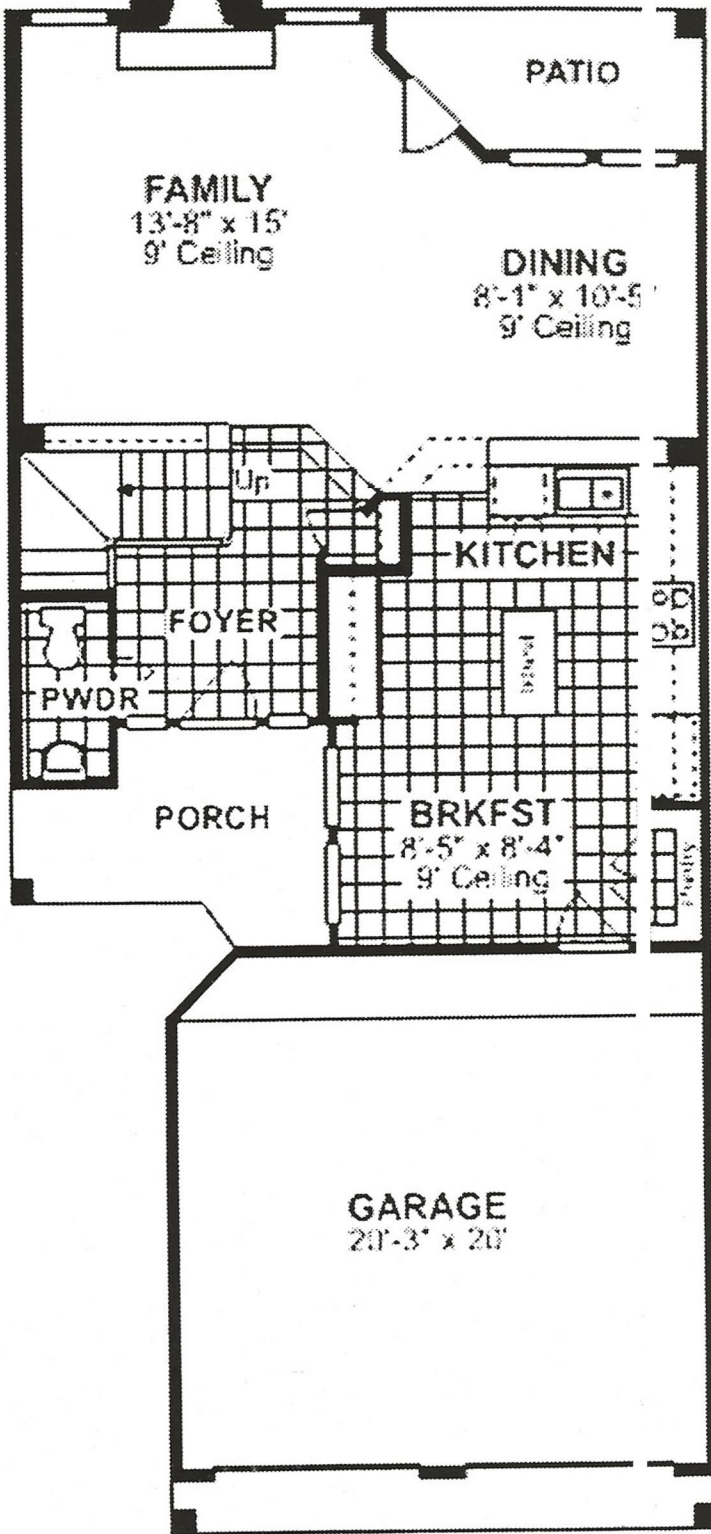 PATIO
FAMILY
13'-8" x 15'
9' Ceiling
DINING
8'-1" x 10'-5
9' Ceiling
Up
KITCHEN
FOYER
PWDR
PORCH
BRKFST
8'-5" x 8'-4"
9' Ceiling
Pantry
GARAGE
20'-3" x 20'